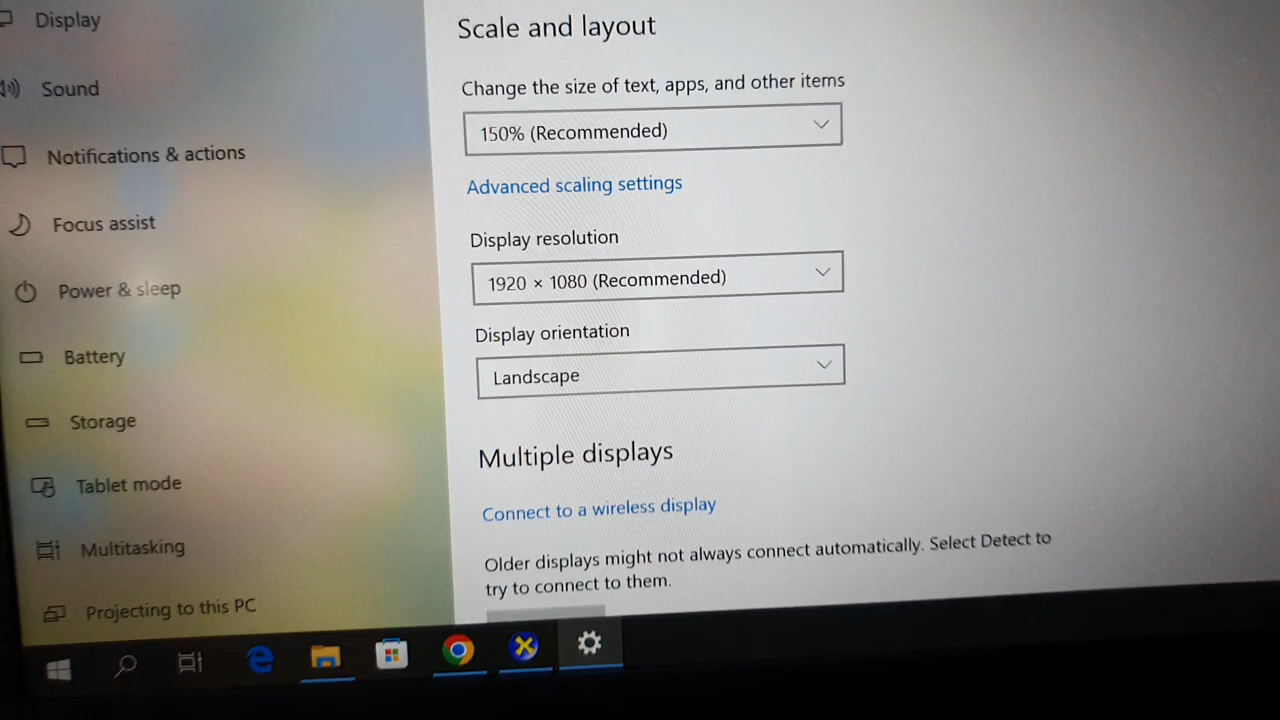 Display
Sound
Notifications & actions
Focus assist
Power & sleep
Battery
Storage
Tablet mode
Multitasking
Projecting to this PC
Scale and layout
Change the size of text, apps, and other items
150% (Recommended)
Advanced scaling settings
Display resolution
1920 × 1080 (Recommended)
Display orientation
Landscape
Multiple displays
Connect to a wireless display
Older displays might not always connect automatically. Select Detect to
try to connect to them.